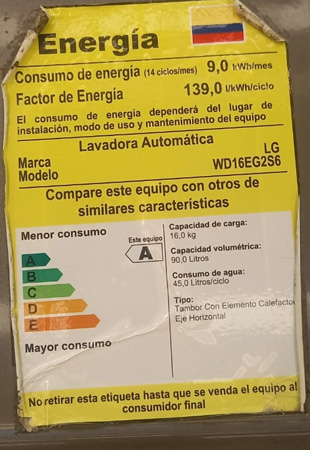 Energía
Consumo de energía (14 ciclos/mes) 9,0 kWh/mes
Factor de Energía 139,0 l/kWh/ciclo
El consumo de energía dependerá del lugar de
instalación, modo de uso y mantenimiento del equipo
Lavadora Automática
Marca LG
Modelo WD16EG2S6
Compare este equipo con otros de
similares características
Menor consumo
Este equipo
A
A
B
C
D
E
Mayor consumo
Capacidad de carga:
16,0 kg
Capacidad volumétrica:
90,0 Litros
Consumo de agua:
45,0 Litros/ciclo
Tipo:
Tambor Con Elemento Calefacto
Eje Horizontal
No retirar esta etiqueta hasta que se venda el equipo al
consumidor final